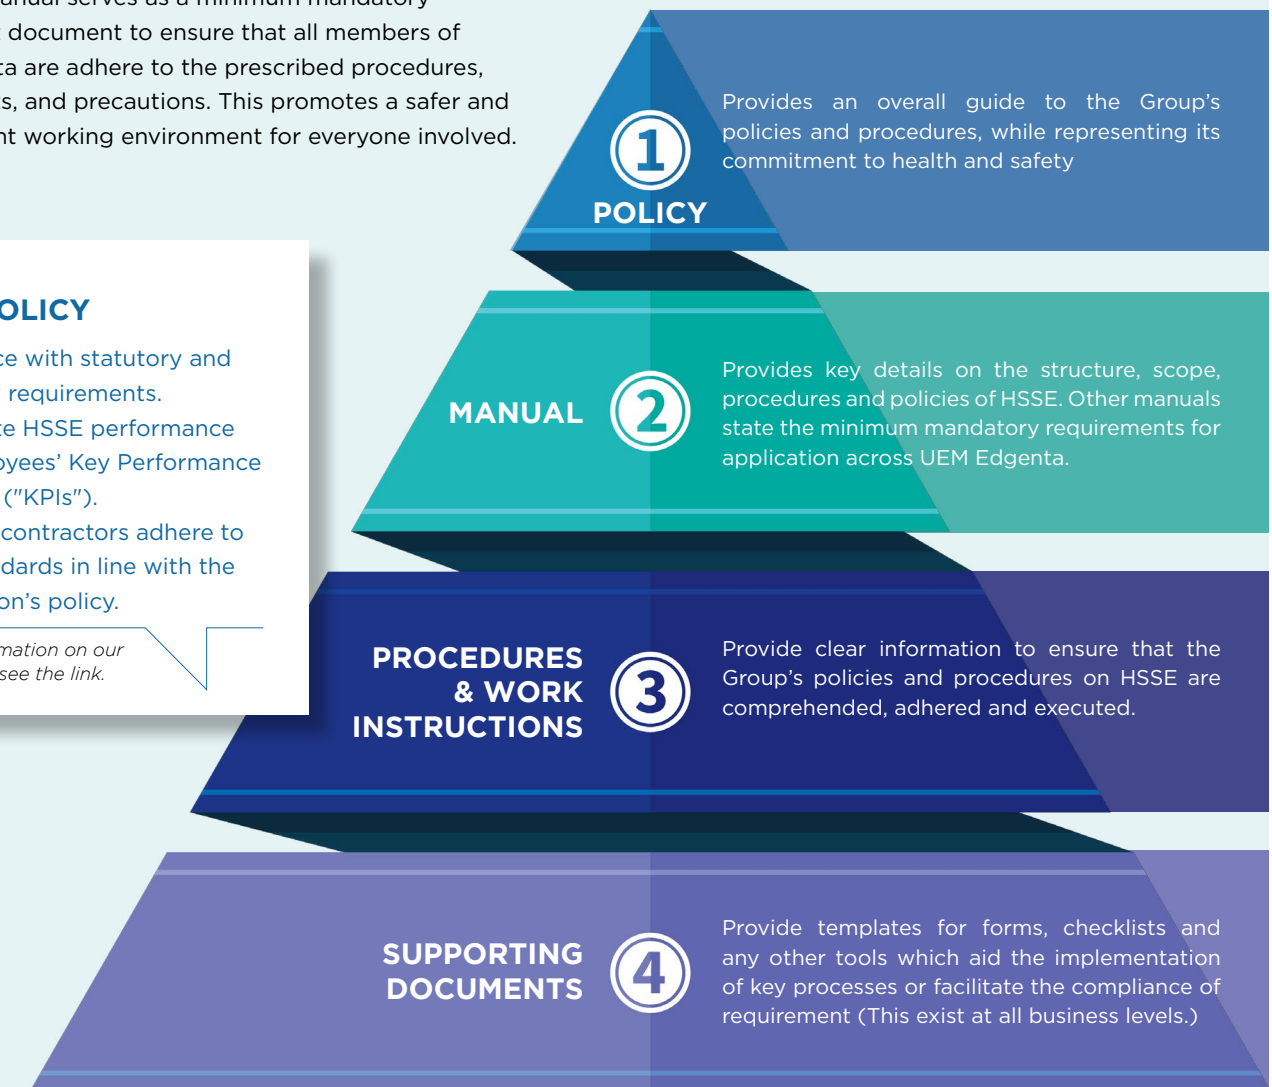 anual serves as a minimum mandatory
document to ensure that all members of
ta are adhere to the prescribed procedures,
s, and precautions. This promotes a safer and
nt working environment for everyone involved.
OLICY
ce with statutory and
requirements.
te HSSE performance
oyees’ Key Performance
("KPIs").
contractors adhere to
dards in line with the
on’s policy.
mation on our
see the link.
1
POLICY
Provides an overall guide to the Group’s
policies and procedures, while representing its
commitment to health and safety
MANUAL
2
Provides key details on the structure, scope,
procedures and policies of HSSE. Other manuals
state the minimum mandatory requirements for
application across UEM Edgenta.
PROCEDURES
& WORK
INSTRUCTIONS
3
Provide clear information to ensure that the
Group’s policies and procedures on HSSE are
comprehended, adhered and executed.
SUPPORTING
DOCUMENTS
4
Provide templates for forms, checklists and
any other tools which aid the implementation
of key processes or facilitate the compliance of
requirement (This exist at all business levels.)